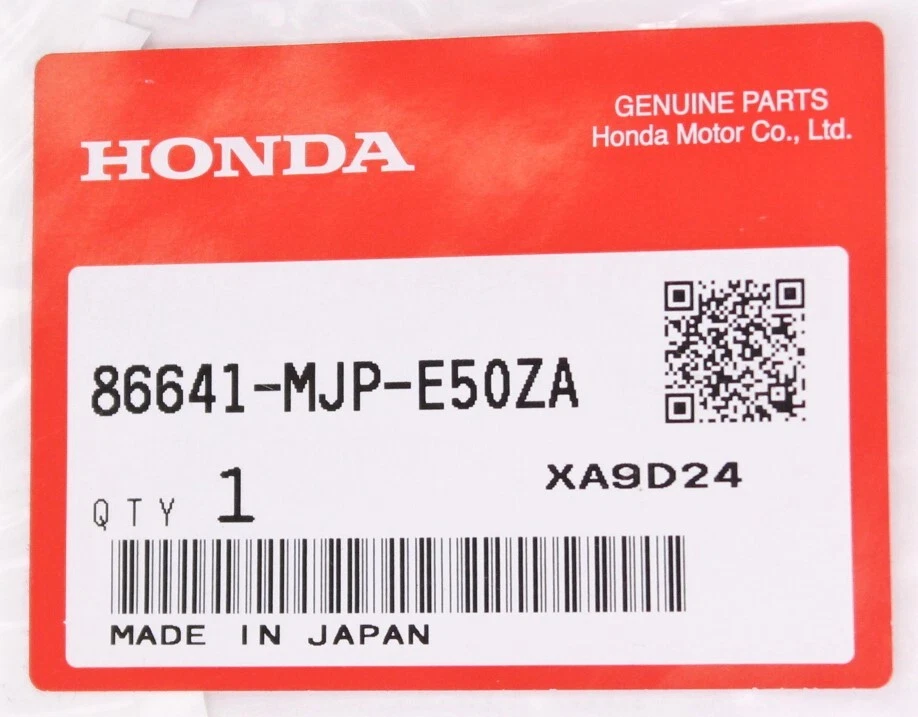 HONDA
GENUINE PARTS
Honda Motor Co., Ltd.
86641-MJP-E50ZA
XA9D24
QTY 1
MADE IN JAPAN